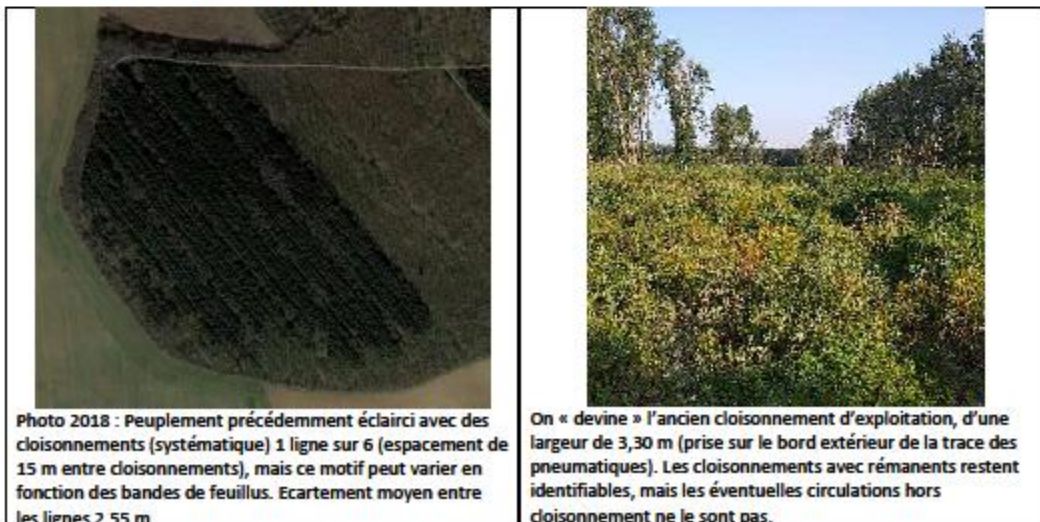 Photo 2018 : Peuplement précédemment éclairci avec des
cloisonnements (systématique) 1 ligne sur 6 (espacement de
15 m entre cloisonnements), mais ce motif peut varier en
fonction des bandes de feuillus. Ecartement moyen entre
les lignes 2,55 m
On « devine » l'ancien cloisonnement d'exploitation, d'une
largeur de 3,30 m (prise sur le bord extérieur de la trace des
pneumatiques). Les cloisonnements avec rémanents restent
identifiables, mais les éventuelles circulations hors
cloisonnement ne le sont pas.